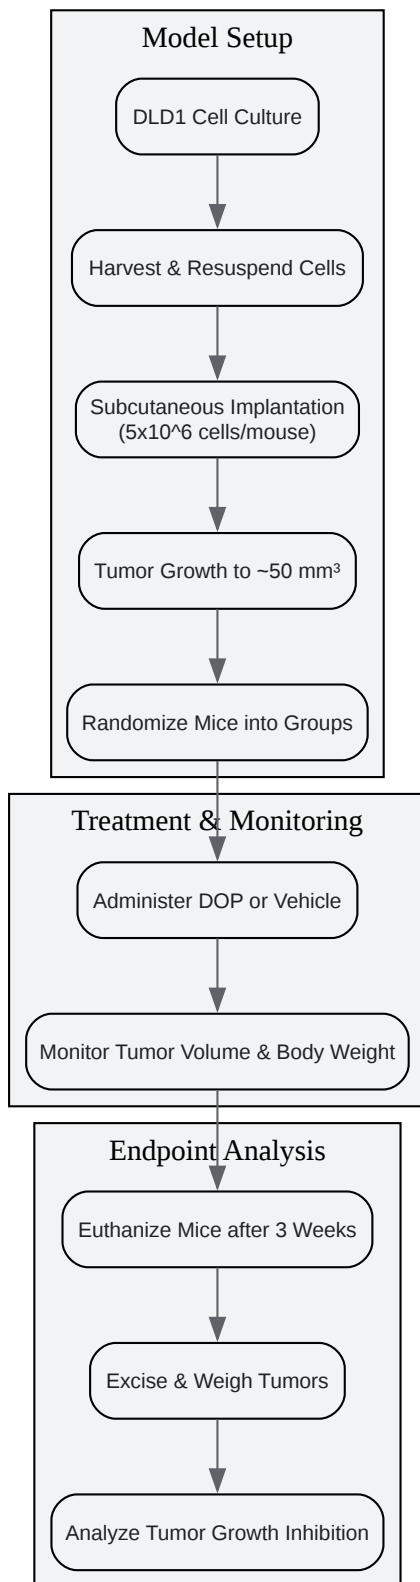 Model Setup
DLD1 Cell Culture
Harvest & Resuspend Cells
Subcutaneous Implantation
(5x10^6 cells/mouse)
Tumor Growth to ~50 mm³
Randomize Mice into Groups
Treatment & Monitoring
Administer DOP or Vehicle
Monitor Tumor Volume & Body Weight
Endpoint Analysis
Euthanize Mice after 3 Weeks
Excise & Weigh Tumors
Analyze Tumor Growth Inhibition